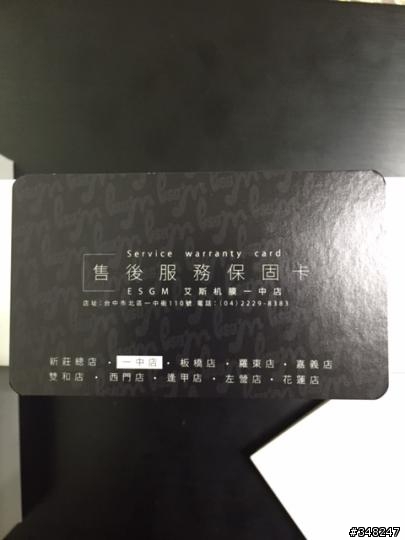 Service warranty card
售後服務保固卡
ESGM 艾斯机膜一中店
店址:台中市北區一中街110號 電話:(04)2229-8383
新莊總店 • 一中店 • 板橋店 • 羅東店 • 嘉義店
雙和店 • 西門店 • 逢甲店 • 左營店 • 花蓮店
#348247